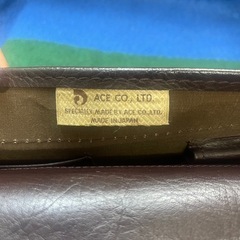 ACE CO., LTD.
SPECIALLY MADE BY ACE CO., LTD.
MADE IN JAPAN